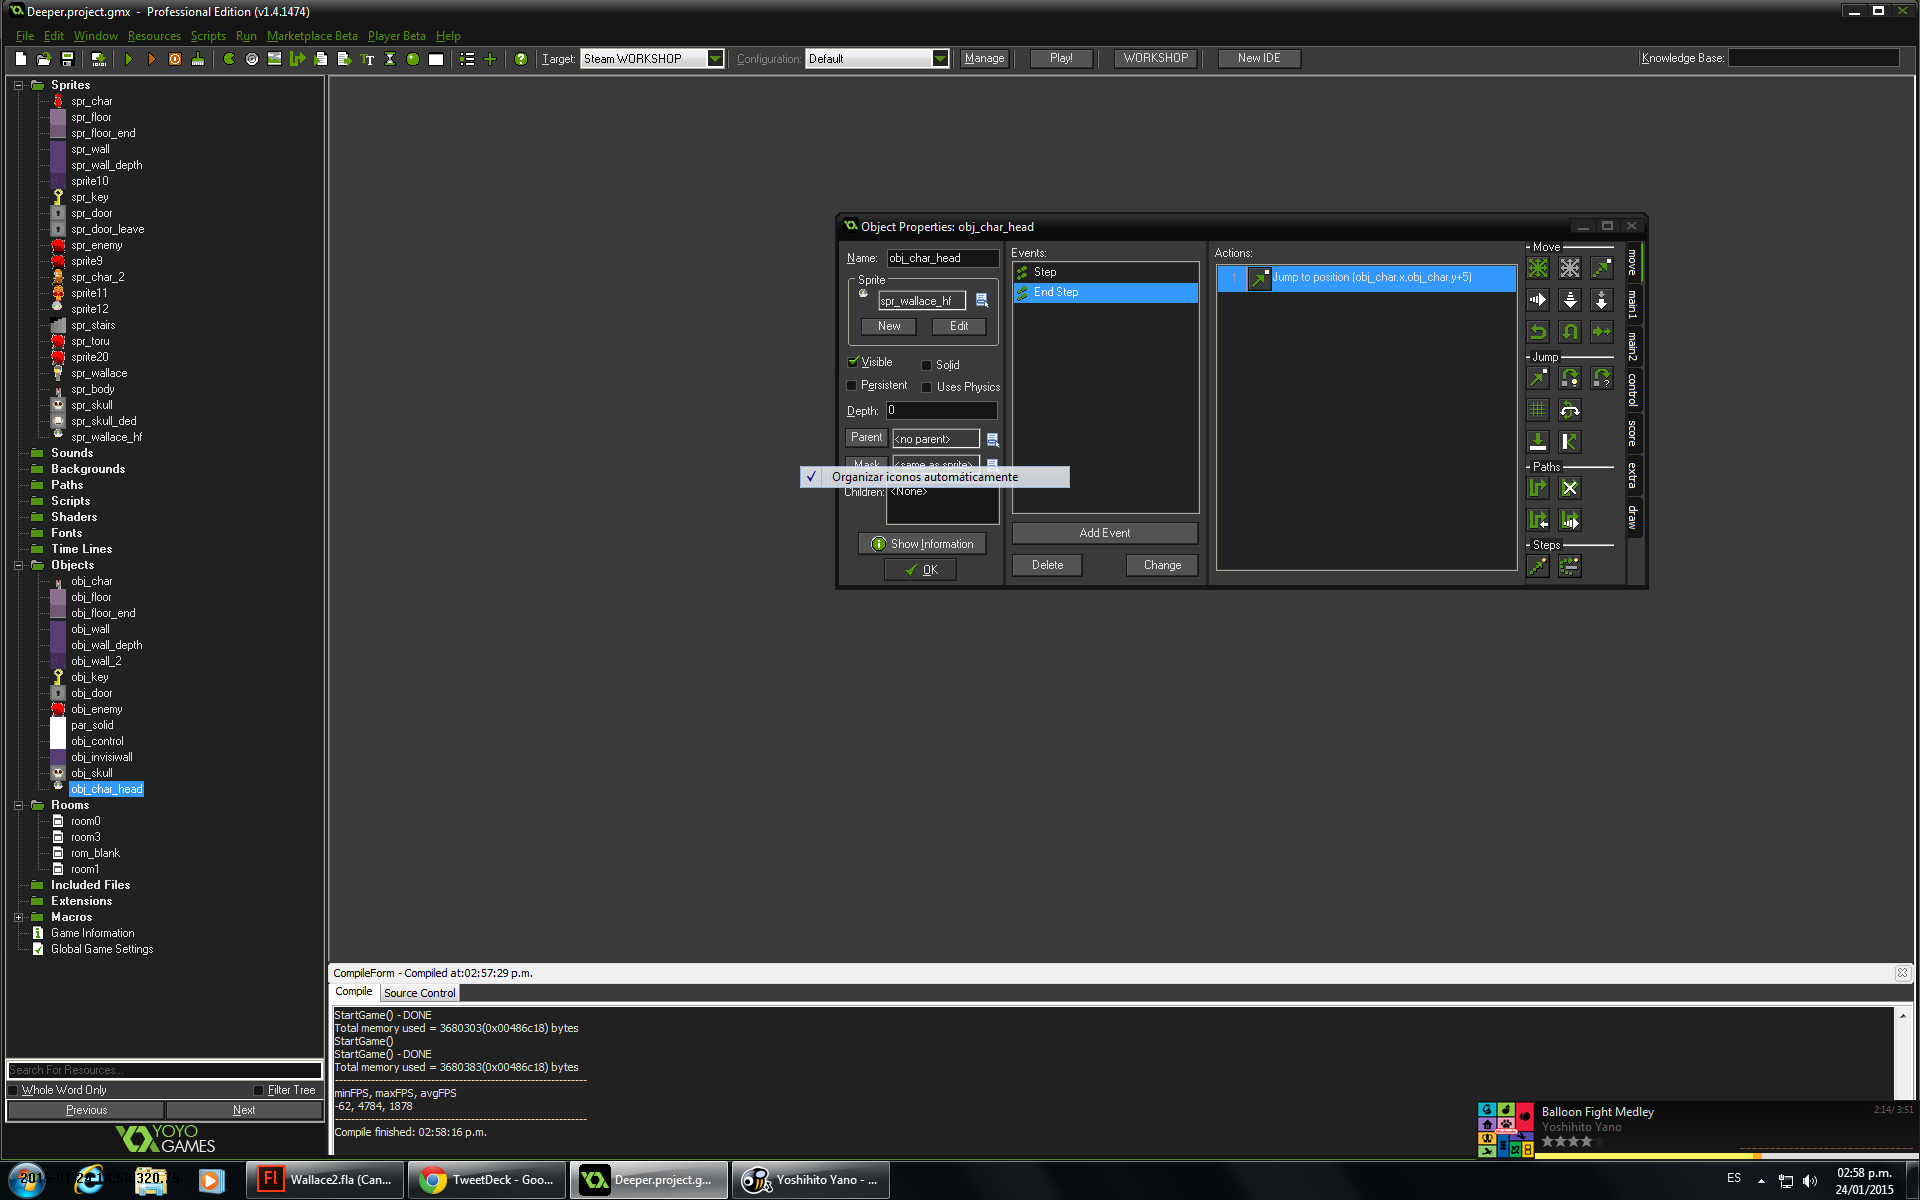 Deeper.project.gmx - Professional Edition (v1.4.1474)
File Edit Window Resources Scripts Run Marketplace Beta Player Beta Help
Target: Steam WORKSHOP Configuration: Default Manage Play! WORKSHOP New IDE Knowledge Base:
Sprites
spr_char
spr_floor
spr_floor_end
spr_wall
spr_wall_depth
sprite10
spr_key
spr_door
spr_door_leave
spr_enemy
sprite9
spr_char_2
sprite11
sprite12
spr_stairs
spr_toru
sprite20
spr_wallace
spr_body
spr_skull
spr_skull_ded
spr_wallace_hf
Sounds
Backgrounds
Paths
Scripts
Shaders
Fonts
Time Lines
Objects
obj_char
obj_floor
obj_floor_end
obj_wall
obj_wall_depth
obj_wall_2
obj_key
obj_door
obj_enemy
par_solid
obj_control
obj_invisiwall
obj_skull
obj_char_head
Rooms
room0
room3
rom_blank
room1
Included Files
Extensions
Macros
Game Information
Global Game Settings
Search For Resources...
Whole Word Only Filter Tree
Previous Next
YOYO
GAMES
Object Properties: obj_char_head
Name: obj_char_head
Sprite
spr_wallace_hf
New Edit
Visible Solid
Persistent Uses Physics
Depth: 0
Parent <no parent>
Mask <same as sprite>
Organizar iconos automáticamente
Children: <None>
Show Information
OK
Events:
Step
End Step
Add Event
Delete Change
Actions:
1 Jump to position (obj_char.x,obj_char.y+5)
Move
Jump
Paths
Steps
move
main1
main2
control
score
extra
draw
CompileForm - Compiled at:02:57:29 p.m.
Compile Source Control
StartGame() - DONE
Total memory used = 3680303(0x00486c18) bytes
StartGame()
StartGame() - DONE
Total memory used = 3680383(0x00486c18) bytes
minFPS, maxFPS, avgFPS
-62, 4784, 1878
Compile finished: 02:58:16 p.m.
Balloon Fight Medley 2:14/ 3:51
Yoshihito Yano
Wallace2.fla (Can...
TweetDeck - Goo...
Deeper.project.g...
Yoshihito Yano - ...
ES
02:58 p.m.
24/01/2015